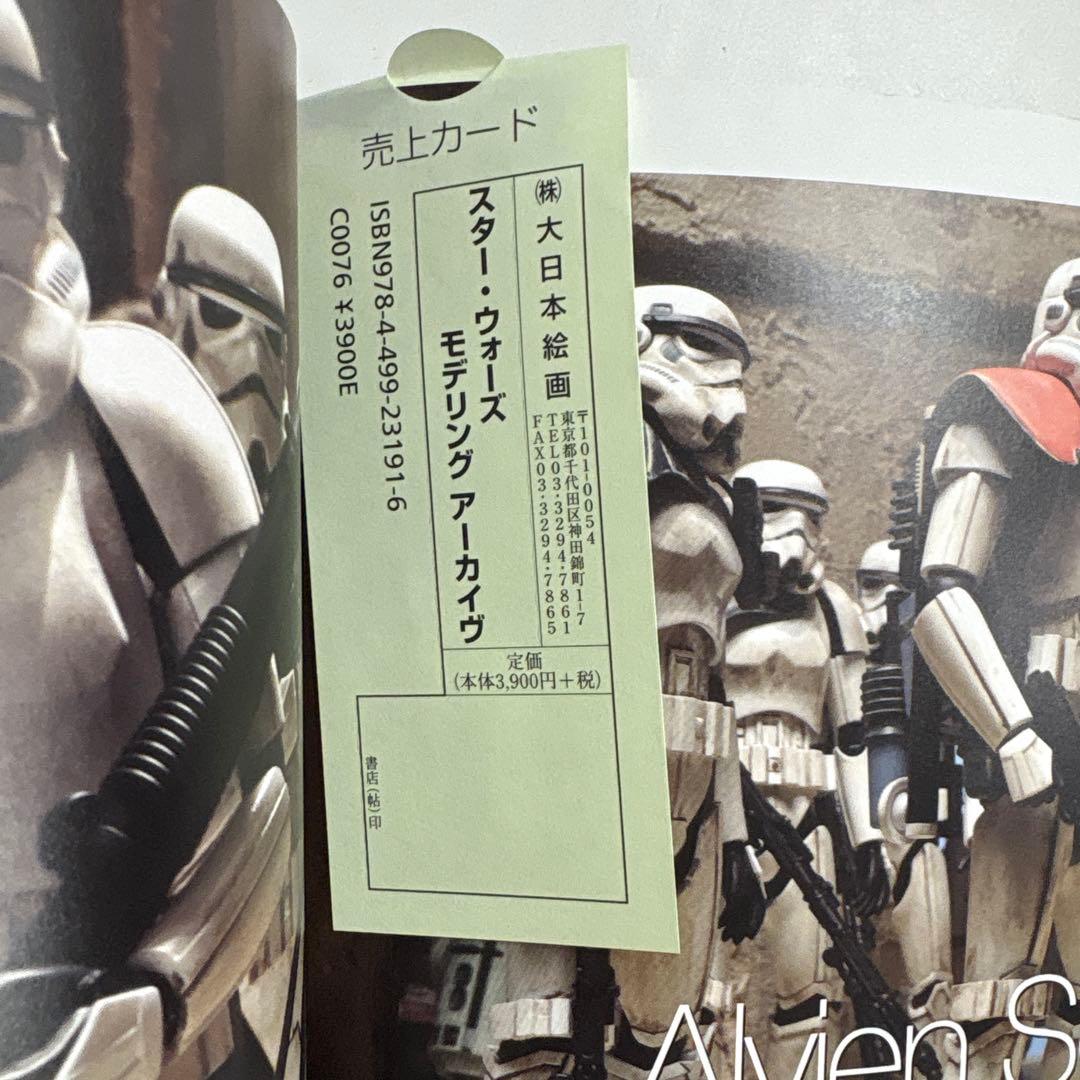 売上カード
㈱大日本絵画
〒101-0054
東京都千代田区神田錦町1-7
TEL03・3294・7861
FAX03・3294・7865
スター・ウォーズ
モデリング アーカイヴ
定価
(本体3,900円+税)
ISBN978-4-499-23191-6
C0076 ¥3900E
書店(帖)印
Alvien S